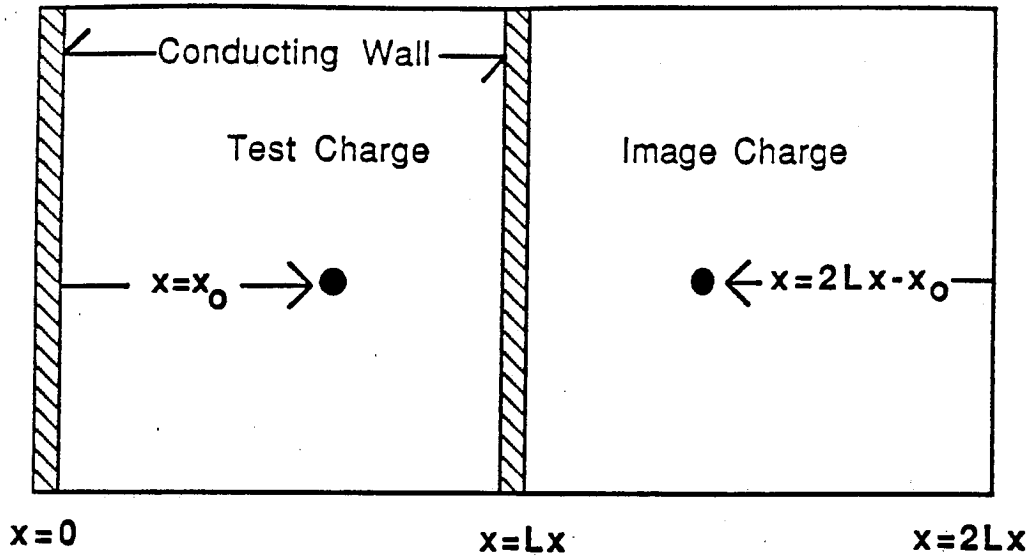 Conducting Wall
Test Charge
Image Charge
x=x₀
x=2Lx-x₀
x=0
x=Lx
x=2Lx